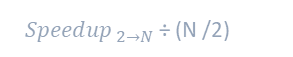 Speedup 2→N ÷ (N /2)